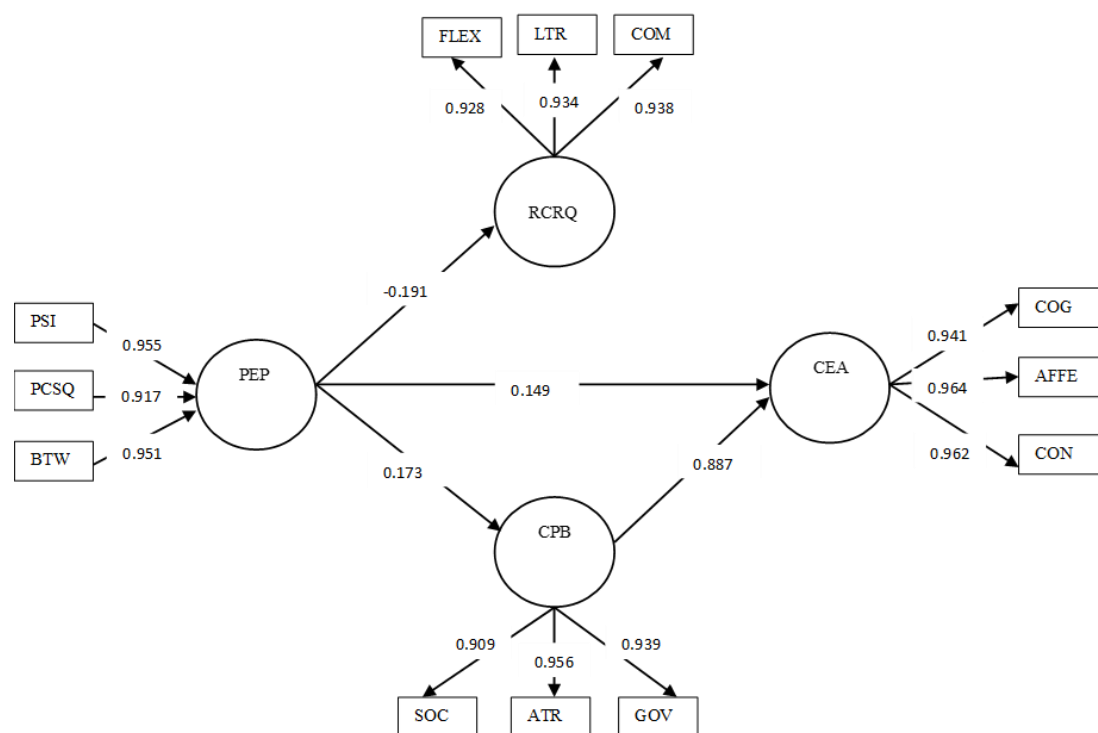 FLEX LTR COM
0.928 0.934 0.938
RCRQ
-0.191
PSI
0.955
PCSQ 0.917
BTW 0.951
PEP
0.149
CEA
COG 0.941
AFFE 0.964
CON 0.962
0.173
0.887
CPB
0.909 0.956 0.939
SOC ATR GOV